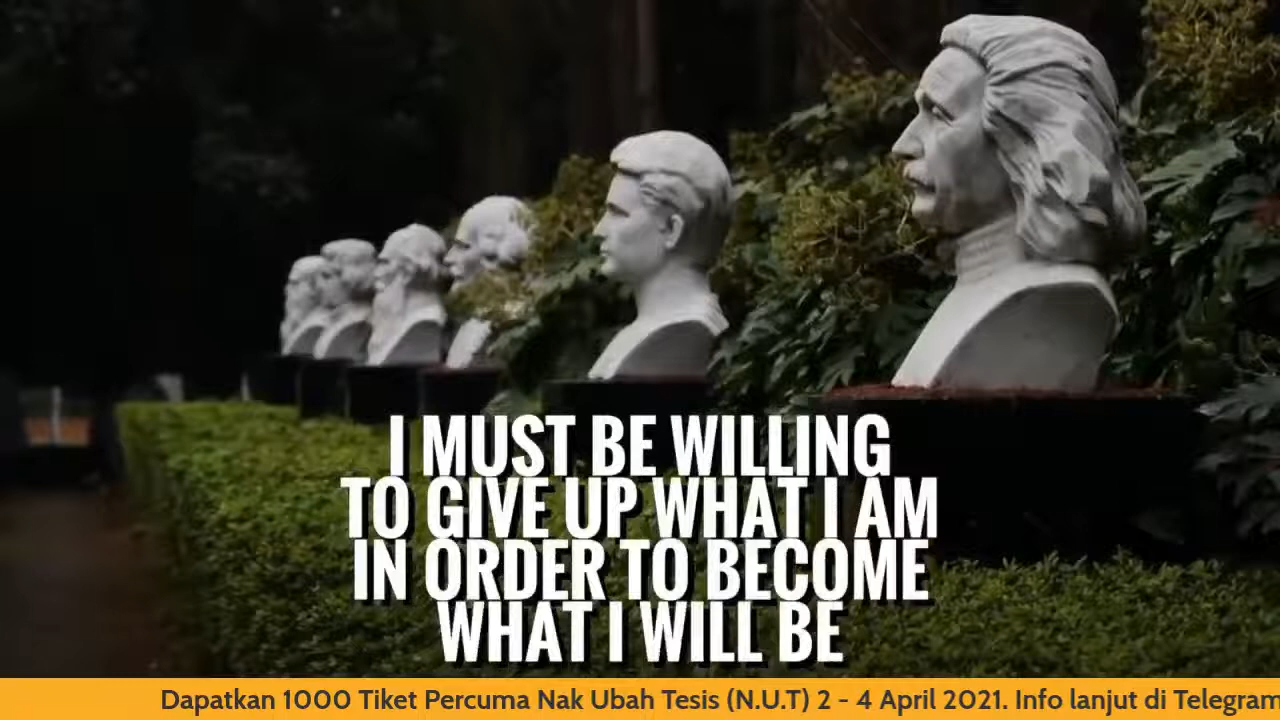 I MUST BE WILLING
TO GIVE UP WHAT I AM
IN ORDER TO BECOME
WHAT I WILL BE
Dapatkan 1000 Tiket Percuma Nak Ubah Tesis (N.U.T) 2 - 4 April 2021. Info lanjut di Telegram